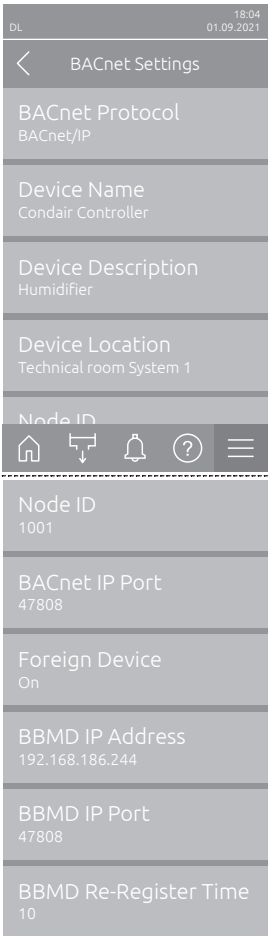 18:04
DL
01.09.2021
BACnet Settings
BACnet Protocol
BACnet/IP
Device Name
Condair Controller
Device Description
Humidifier
Device Location
Technical room System 1
Node ID
?
Node ID
1001
BACnet IP Port
47808
Foreign Device
On
BBMD IP Address
192.168.186.244
BBMD IP Port
47808
BBMD Re-Register Time
10